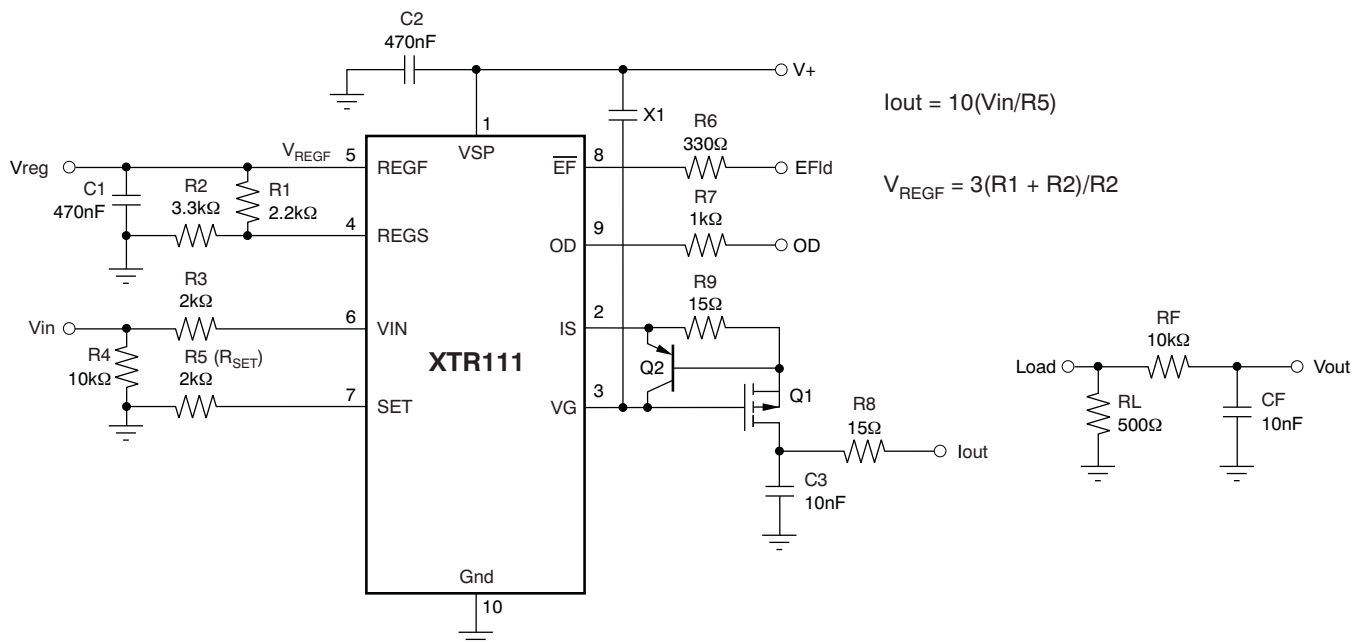 C2
470nF
V+
X1
Iout = 10(Vin/R5)
V_REGF = 3(R1 + R2)/R2
1
VSP
Vreg
V_REGF
5
REGF
C1
470nF
R2
3.3kΩ
R1
2.2kΩ
4
REGS
R3
2kΩ
Vin
6
VIN
R4
10kΩ
R5 (R_SET)
2kΩ
7
SET
XTR111
EF
8
R6
330Ω
EFld
OD
9
R7
1kΩ
OD
IS
2
R9
15Ω
Q2
VG
3
Q1
R8
15Ω
Iout
C3
10nF
Gnd
10
Load
RF
10kΩ
Vout
RL
500Ω
CF
10nF